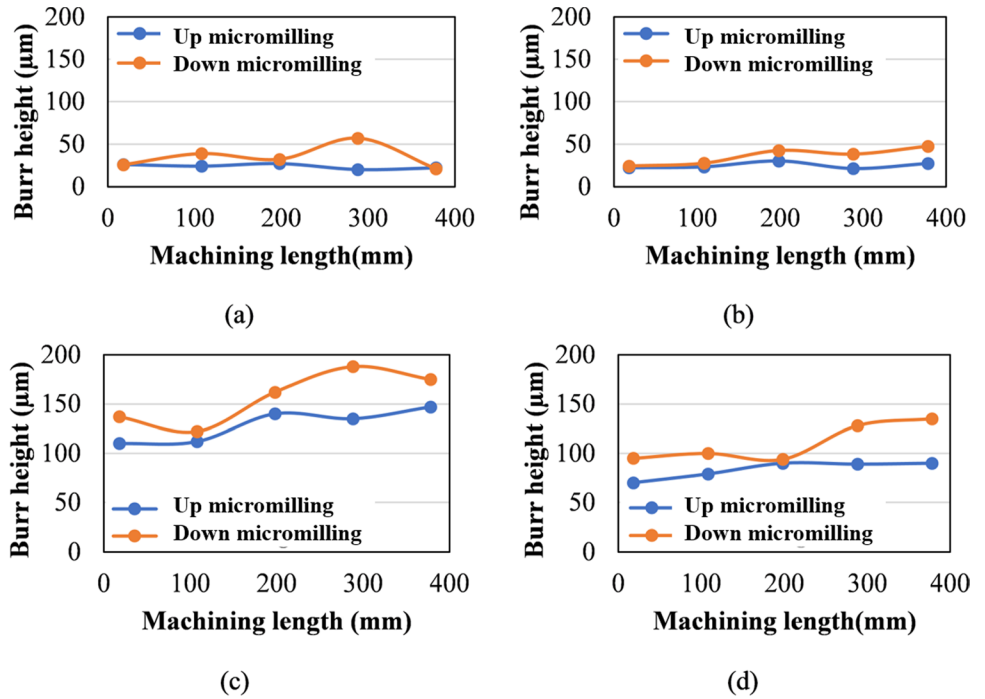 200
150
100
50
0
Burr height (µm)
Up micromilling
Down micromilling
0 100 200 300 400
Machining length(mm)
(a)
200
150
100
50
0
Burr height (µm)
Up micromilling
Down micromilling
0 100 200 300 400
Machining length (mm)
(b)
200
150
100
50
0
Burr height (µm)
Up micromilling
Down micromilling
0 100 200 300 400
Machining length (mm)
(c)
200
150
100
50
0
Burr height (µm)
Up micromilling
Down micromilling
0 100 200 300 400
Machining length(mm)
(d)